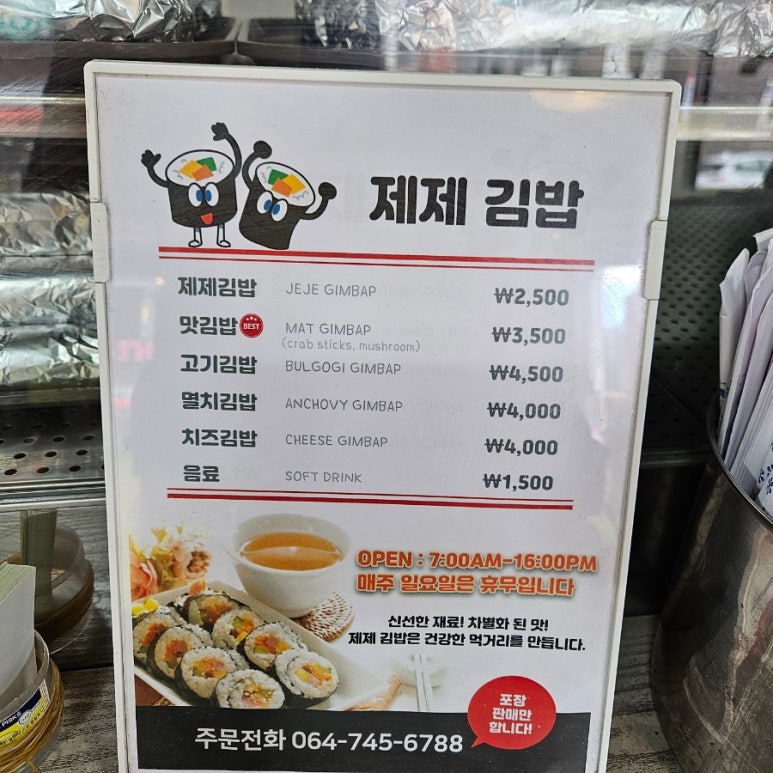 제제 김밥
제제김밥 JEJE GIMBAP ₩2,500
맛김밥 BEST MAT GIMBAP ₩3,500
(crab sticks, mushroom)
고기김밥 BULGOGI GIMBAP ₩4,500
멸치김밥 ANCHOVY GIMBAP ₩4,000
치즈김밥 CHEESE GIMBAP ₩4,000
음료 SOFT DRINK ₩1,500
OPEN : 7:00AM-16:00PM
매주 일요일은 휴무입니다
신선한 재료! 차별화 된 맛!
제제 김밥은 건강한 먹거리를 만듭니다.
포장
판매만
합니다!
주문전화 064-745-6788